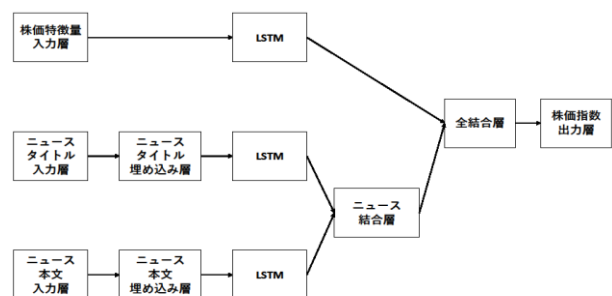 株価特徴量
入力層
LSTM
全結合層
株価指数
出力層
ニュース
タイトル
入力層
ニュース
タイトル
埋め込み層
LSTM
ニュース
結合層
ニュース
本文
入力層
ニュース
本文
埋め込み層
LSTM